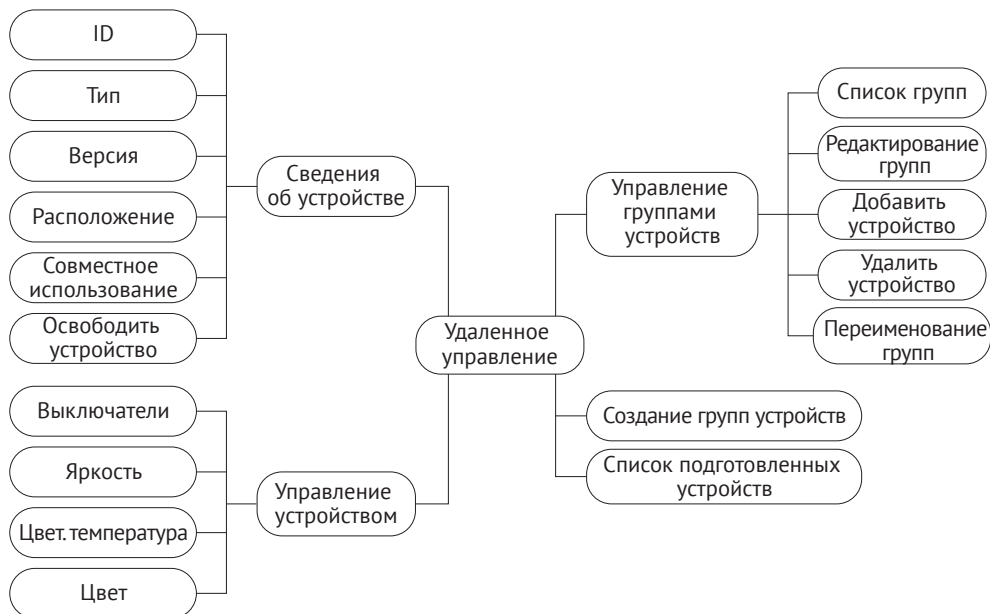 ID
Тип
Версия
Расположение
Совместное
использование
Освободить
устройство
Сведения
об устройстве
Выключатели
Яркость
Цвет. температура
Цвет
Управление
устройством
Удаленное
управление
Управление
группами
устройств
Список групп
Редактирование
групп
Добавить
устройство
Удалить
устройство
Переименование
групп
Создание групп устройств
Список подготовленных
устройств